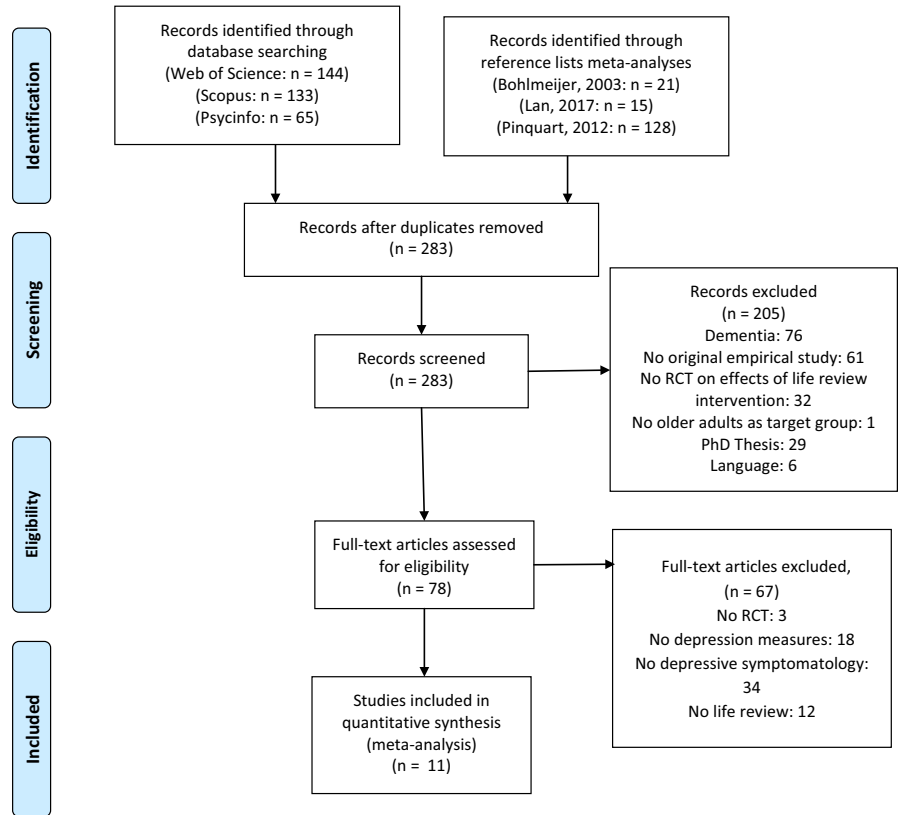 Identification
Records identified through
database searching
(Web of Science: n = 144)
(Scopus: n = 133)
(Psycinfo: n = 65)
Records identified through
reference lists meta-analyses
(Bohlmeijer, 2003: n = 21)
(Lan, 2017: n = 15)
(Pinquart, 2012: n = 128)
Records after duplicates removed
(n = 283)
Screening
Records screened
(n = 283)
Records excluded
(n = 205)
Dementia: 76
No original empirical study: 61
No RCT on effects of life review
intervention: 32
No older adults as target group: 1
PhD Thesis: 29
Language: 6
Eligibility
Full-text articles assessed
for eligibility
(n = 78)
Full-text articles excluded,
(n = 67)
No RCT: 3
No depression measures: 18
No depressive symptomatology:
34
No life review: 12
Included
Studies included in
quantitative synthesis
(meta-analysis)
(n = 11)